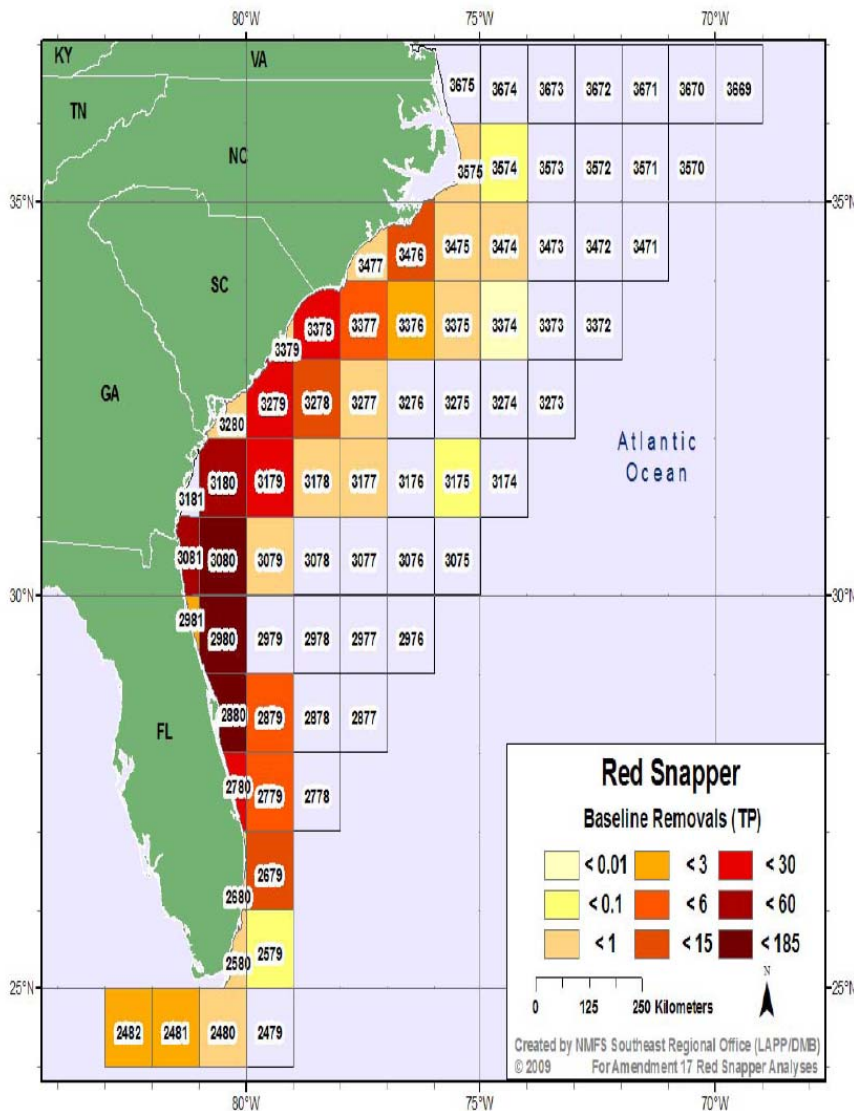 80°W 75°W 70°W
KY VA
3675 3674 3673 3672 3671 3670 3669
TN
NC
3575 3574 3573 3572 3571 3570
35°N 35°N
3477 3476 3475 3474 3473 3472 3471
SC
3379 3378 3377 3376 3375 3374 3373 3372
GA
3280 3279 3278 3277 3276 3275 3274 3273
Atlantic
Ocean
3181 3180 3179 3178 3177 3176 3175 3174
3081 3080 3079 3078 3077 3076 3075
30°N 30°N
2981 2980 2979 2978 2977 2976
FL
2880 2879 2878 2877
2780 2779 2778
2680 2679
2580 2579
25°N 25°N
2482 2481 2480 2479
Red Snapper
Baseline Removals (TP)
< 0.01 < 3 < 30
< 0.1 < 6 < 60
< 1 < 15 < 185
N
0 125 250 Kilometers
Created by NMFS Southeast Regional Office (LAPP/DMB)
© 2009 For Amendment 17 Red Snapper Analyses
80°W 75°W 70°W